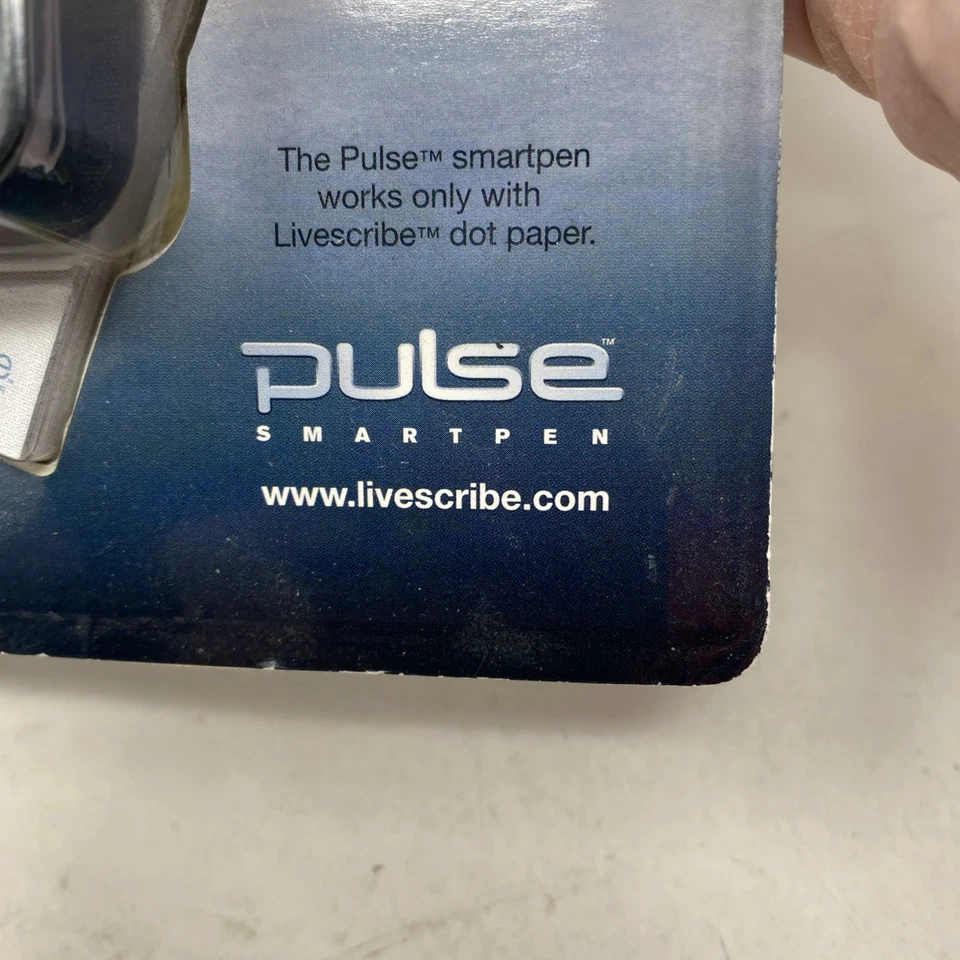 The Pulse™ smartpen
works only with
Livescribe™ dot paper.
pulse™
SMARTPEN
www.livescribe.com